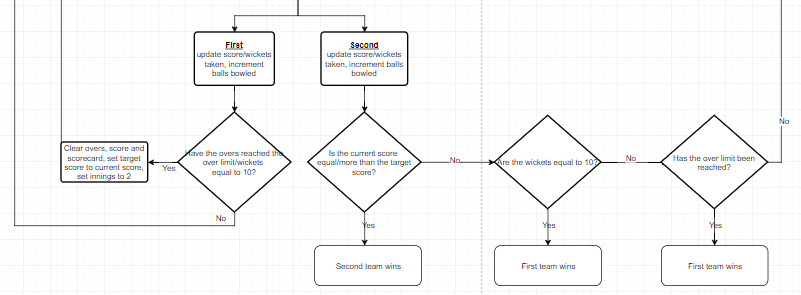 First
update score/wickets
taken, increment
balls bowled
Second
update score/wickets
taken, increment balls
bowled
Clear overs, score and
scorecard, set target
score to current score,
set innings to 2
Yes
Have the overs reached the
over limit/wickets
equal to 10?
No
Is the current score
equal/more than the target
score?
No
Yes
Second team wins
Are the wickets equal to 10?
No
Yes
First team wins
Has the over limit been
reached?
No
Yes
First team wins